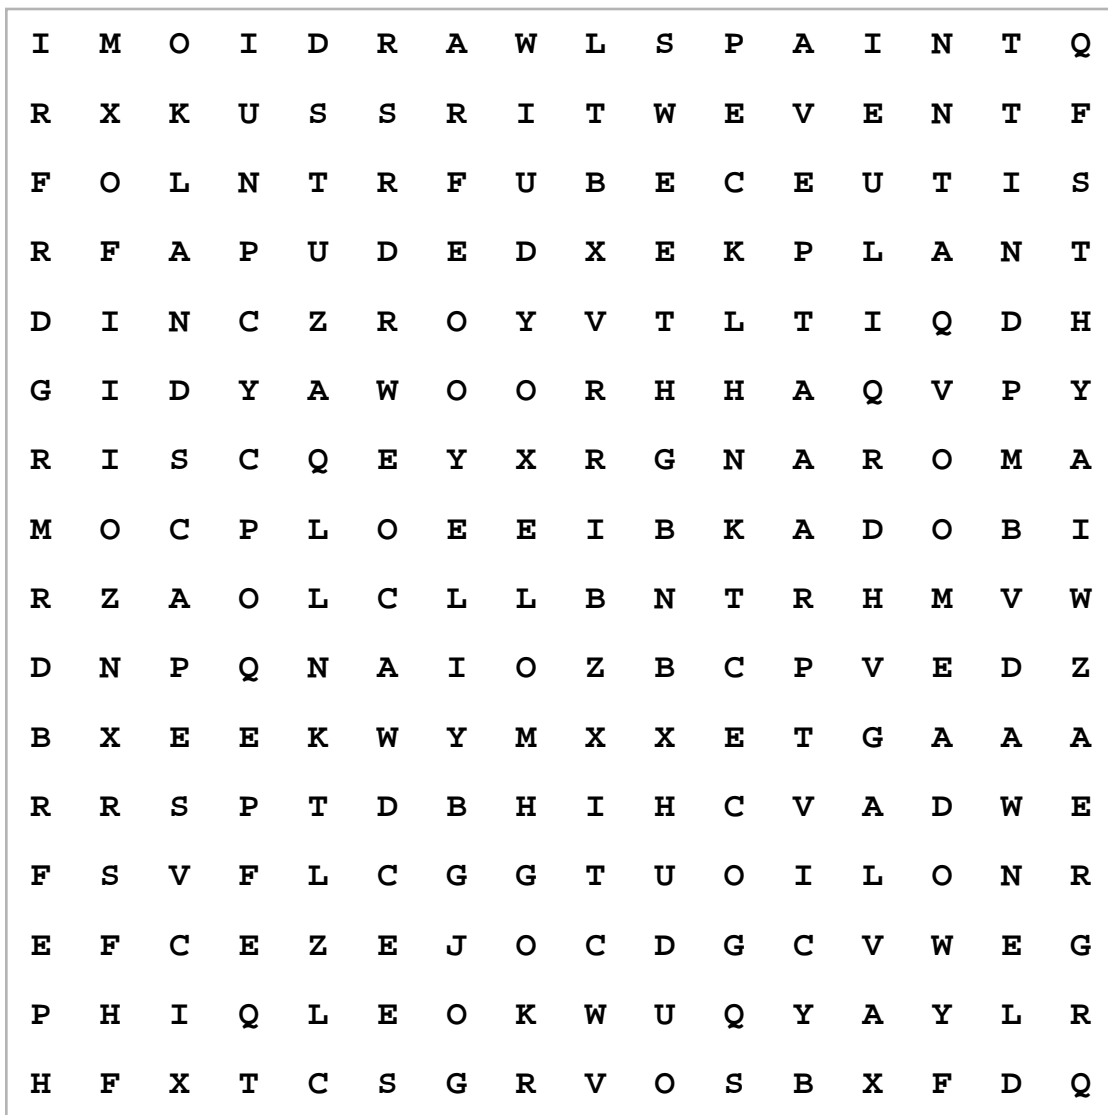 I M O I D R A W L S P A I N T Q
R X K U S S R I T W E V E N T F
F O L N T R F U B E C E U T I S
R F A P U D E D X E K P L A N T
D I N C Z R O Y V T L T I Q D H
G I D Y A W O O R H H A Q V P Y
R I S C Q E Y X R G N A R O M A
M O C P L O E E I B K A D O B I
R Z A O L C L L B N T R H M V W
D N P Q N A I O Z B C P V E D Z
B X E E K W Y M X X E T G A A A
R R S P T D B H I H C V A D W E
F S V F L C G G T U O I L O N R
E F C E Z E J O C D G C V W E G
P H I Q L E O K W U Q Y A Y L R
H F X T C S G R V O S B X F D Q